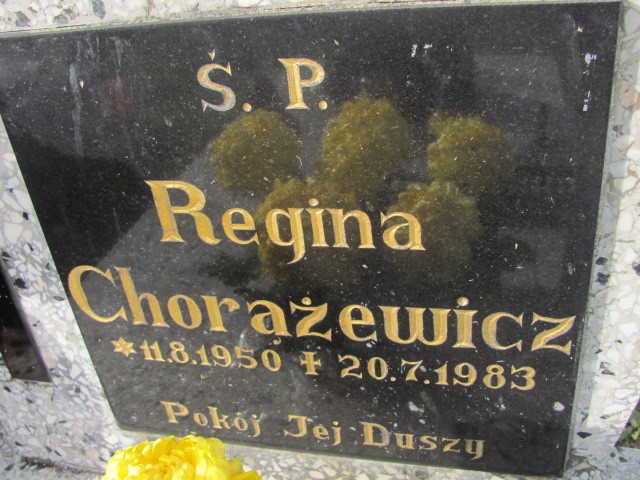 Ś. P.
Regina
Chorążewicz
* 11.8.1950 + 20.7.1983
Pokój Jej Duszy